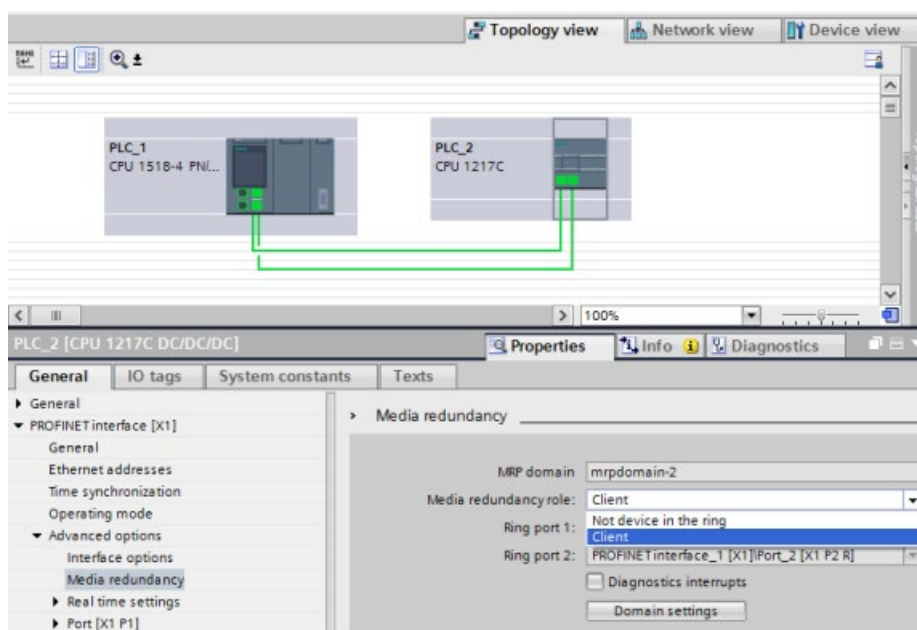 Topology view
Network view
Device view
PLC_1
CPU 1518-4 PN/...
PLC_2
CPU 1217C
100%
PLC_2 [CPU 1217C DC/DC/DC]
Properties
Info
Diagnostics
General
IO tags
System constants
Texts
General
PROFINET interface [X1]
General
Ethernet addresses
Time synchronization
Operating mode
Advanced options
Interface options
Media redundancy
Real time settings
Port [X1 P1]
Media redundancy
MRP domain mrpdomain-2
Media redundancy role: Client
Not device in the ring
Ring port 1: Client
Ring port 2: PROFINET interface_1 [X1]\Port_2 [X1 P2 R]
Diagnostics interrupts
Domain settings